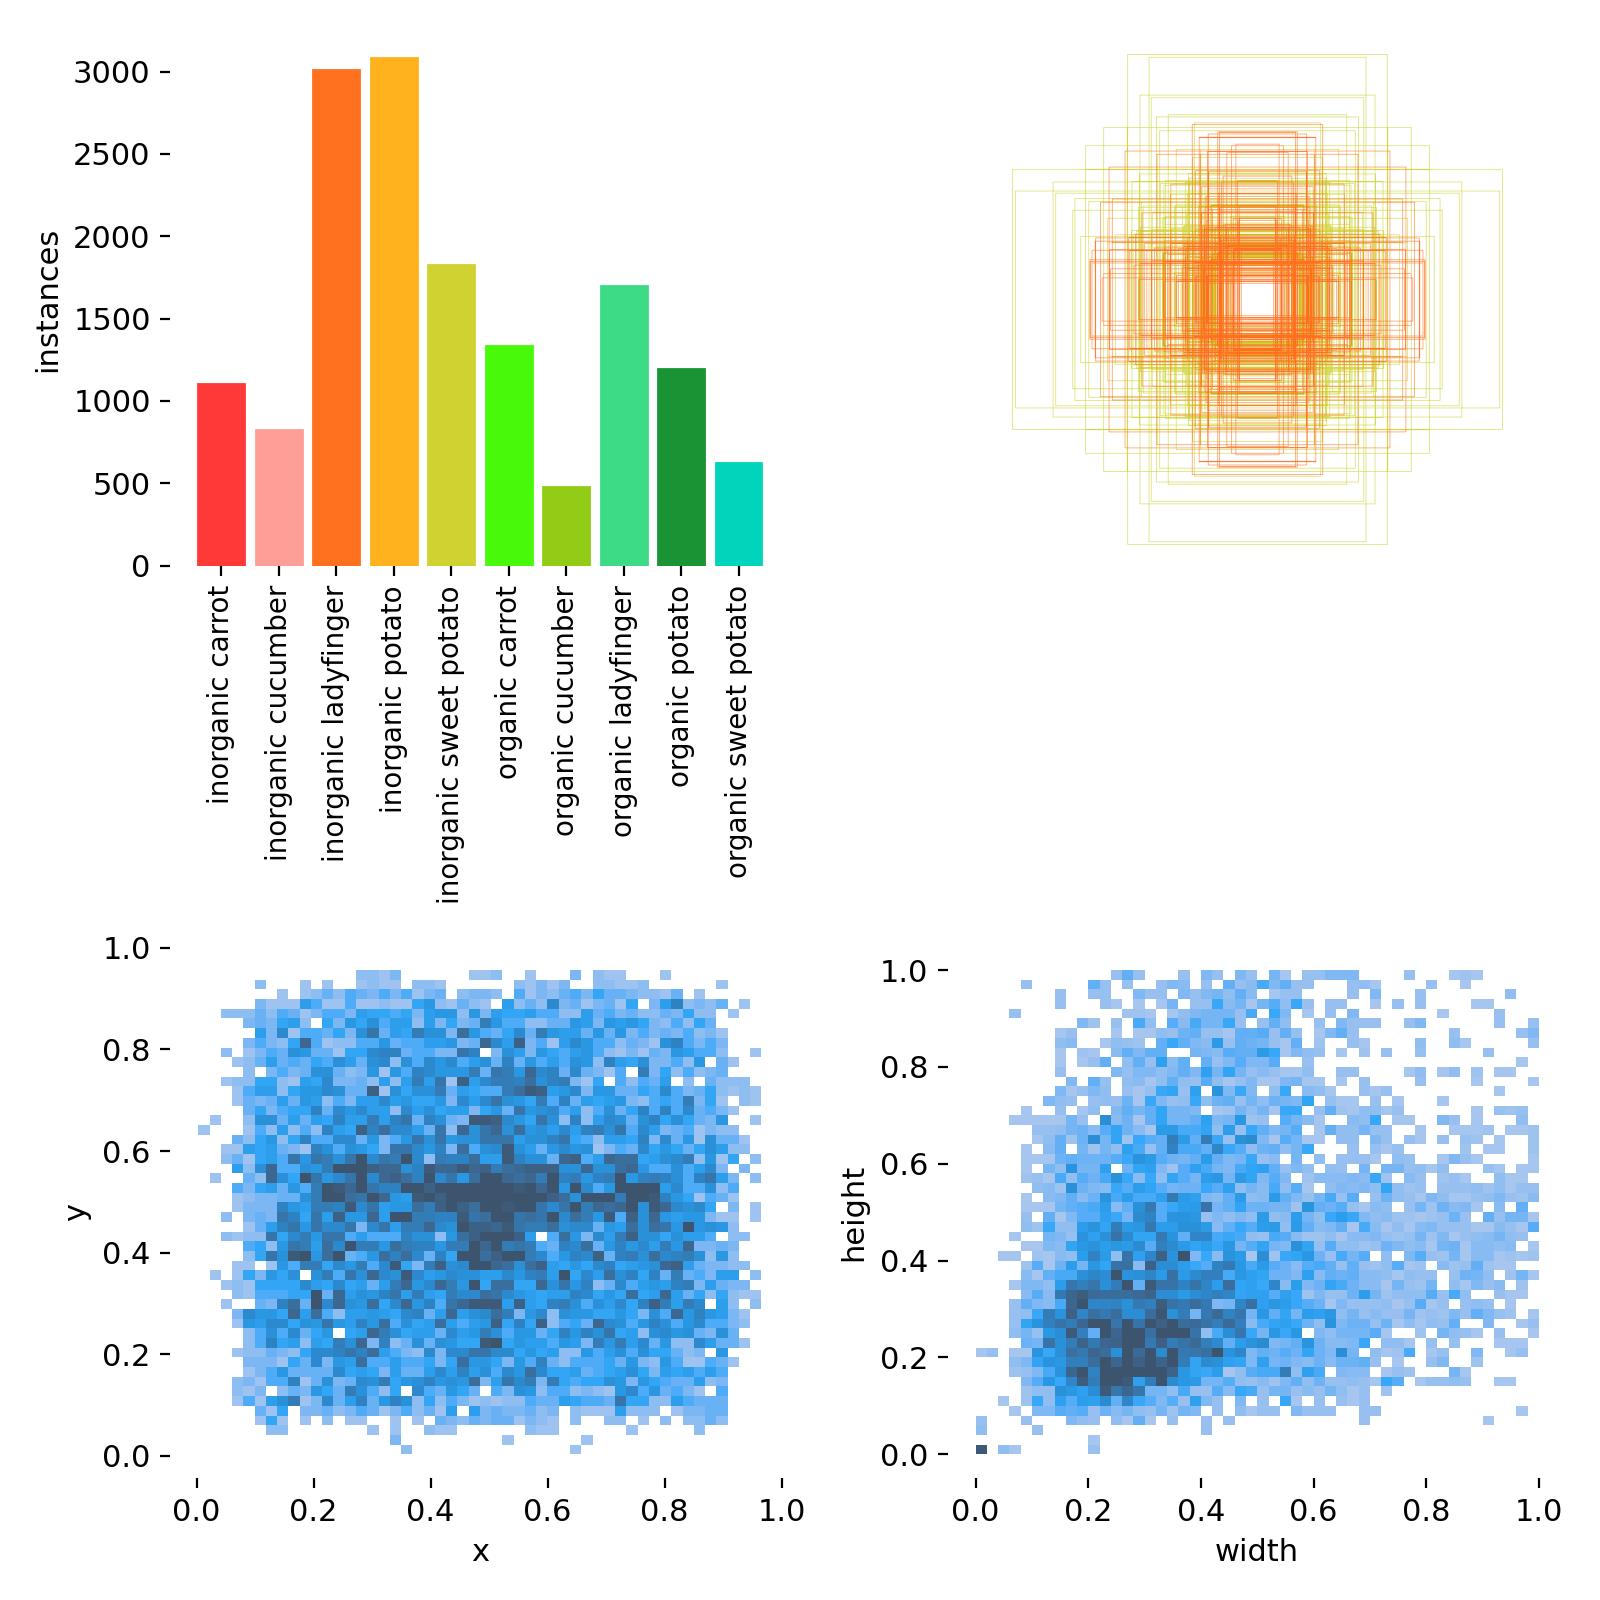 3000
2500
2000
1500
1000
500
0
instances
inorganic carrot
inorganic cucumber
inorganic ladyfinger
inorganic potato
inorganic sweet potato
organic carrot
organic cucumber
organic ladyfinger
organic potato
organic sweet potato
1.0
0.8
0.6
0.4
0.2
0.0
y
0.0 0.2 0.4 0.6 0.8 1.0
x
1.0
0.8
0.6
0.4
0.2
0.0
height
0.0 0.2 0.4 0.6 0.8 1.0
width